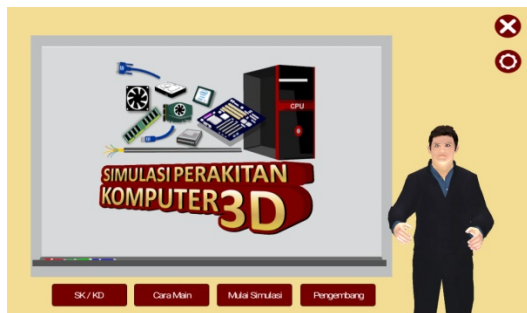 CPU
SIMULASI PERAKITAN
KOMPUTER 3D
SK / KD
Cara Main
Mulai Simulasi
Pengembang